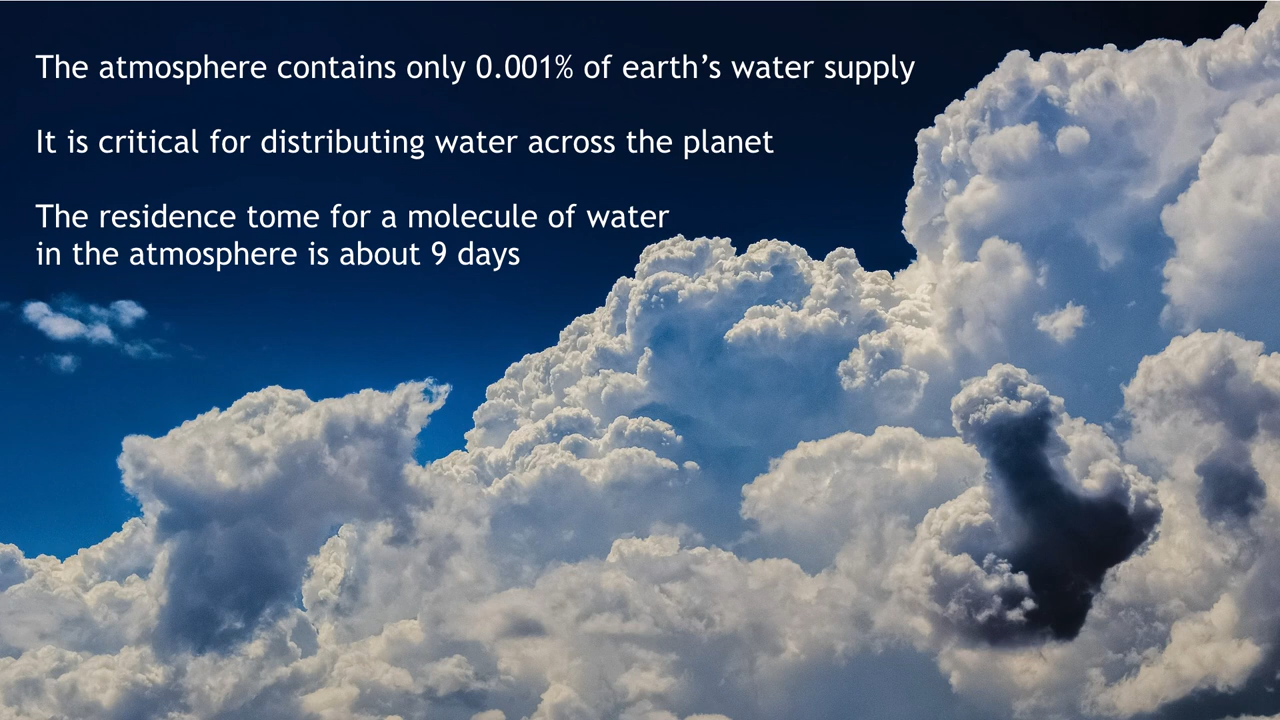 The atmosphere contains only 0.001% of earth’s water supply
It is critical for distributing water across the planet
The residence tome for a molecule of water
in the atmosphere is about 9 days